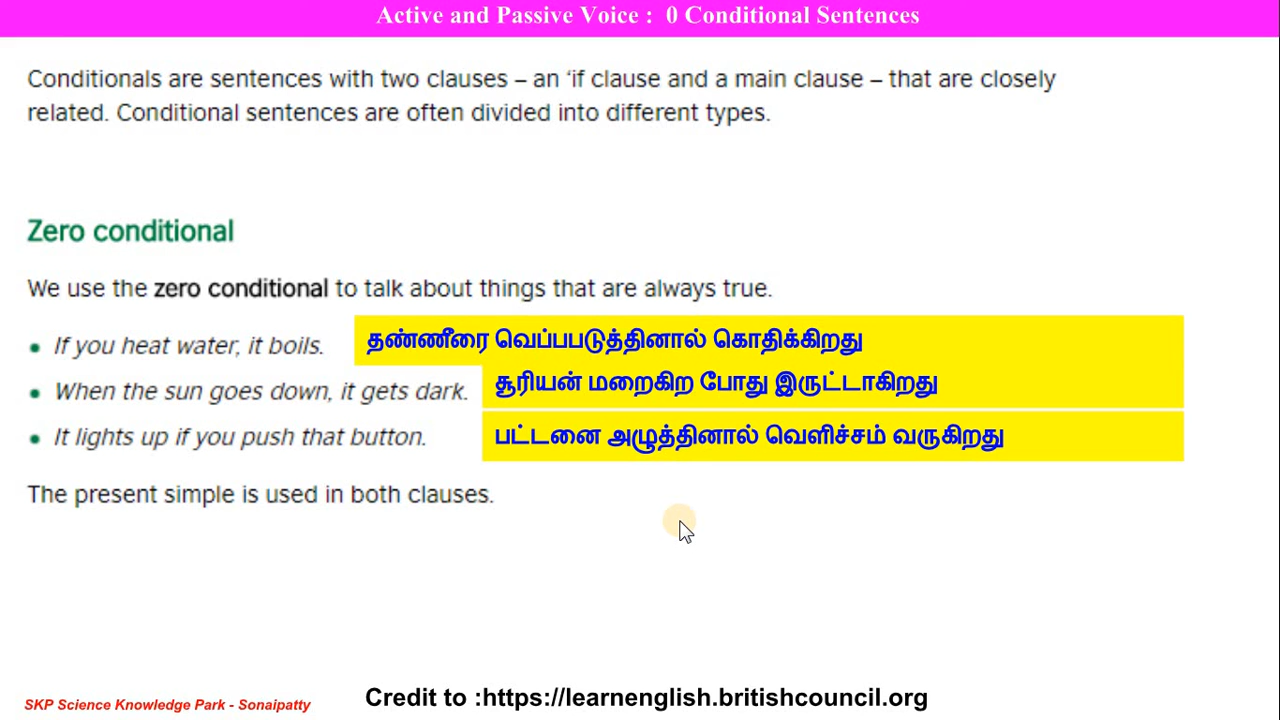 Active and Passive Voice :  0 Conditional Sentences
Conditionals are sentences with two clauses – an ‘if clause and a main clause – that are closely
related. Conditional sentences are often divided into different types.
Zero conditional
We use the zero conditional to talk about things that are always true.
• If you heat water, it boils. தண்ணீரை வெப்பபடுத்தினால் கொதிக்கிறது
• When the sun goes down, it gets dark. சூரியன் மறைகிற போது இருட்டாகிறது
• It lights up if you push that button. பட்டனை அழுத்தினால் வெளிச்சம் வருகிறது
The present simple is used in both clauses.
SKP Science Knowledge Park - Sonaipatty
Credit to :https://learnenglish.britishcouncil.org